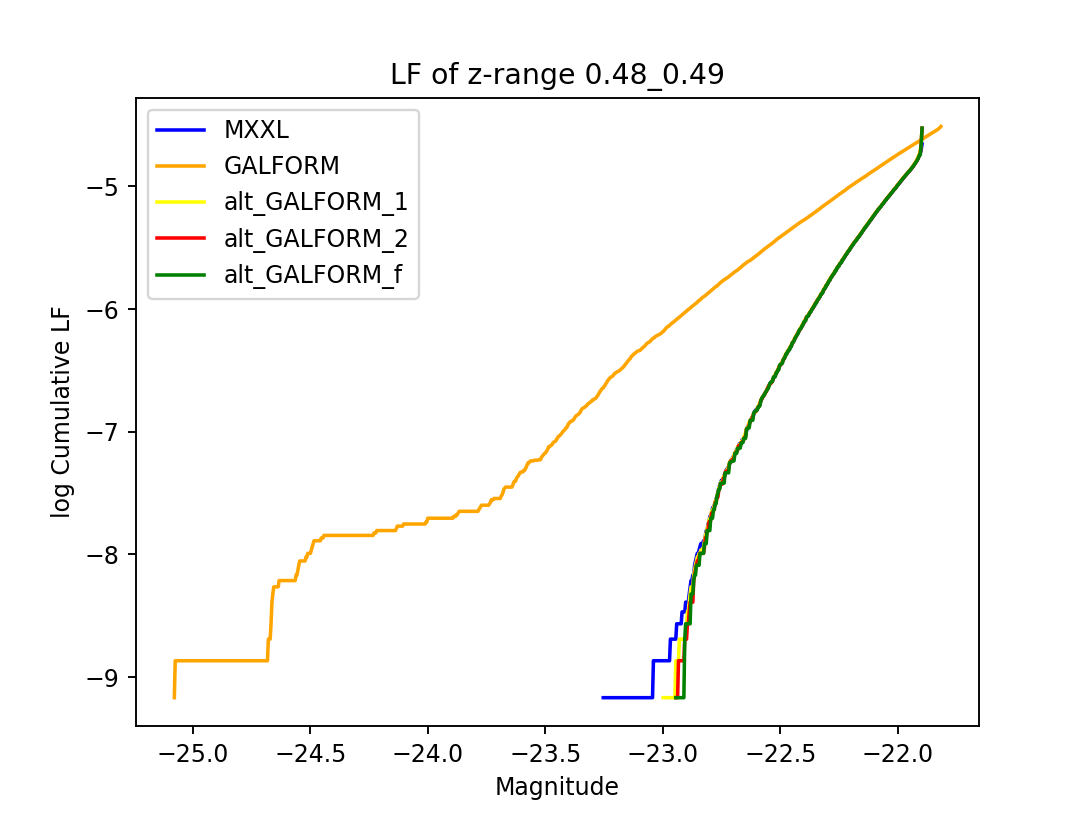 LF of z-range 0.48_0.49
MXXL
GALFORM
alt_GALFORM_1
alt_GALFORM_2
alt_GALFORM_f
log Cumulative LF
−5
−6
−7
−8
−9
−25.0 −24.5 −24.0 −23.5 −23.0 −22.5 −22.0
Magnitude